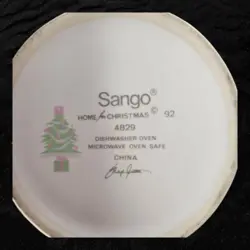 Sango®
HOME for CHRISTMAS © 92
4829
DISHWASHER OVEN
MICROWAVE OVEN SAFE
CHINA